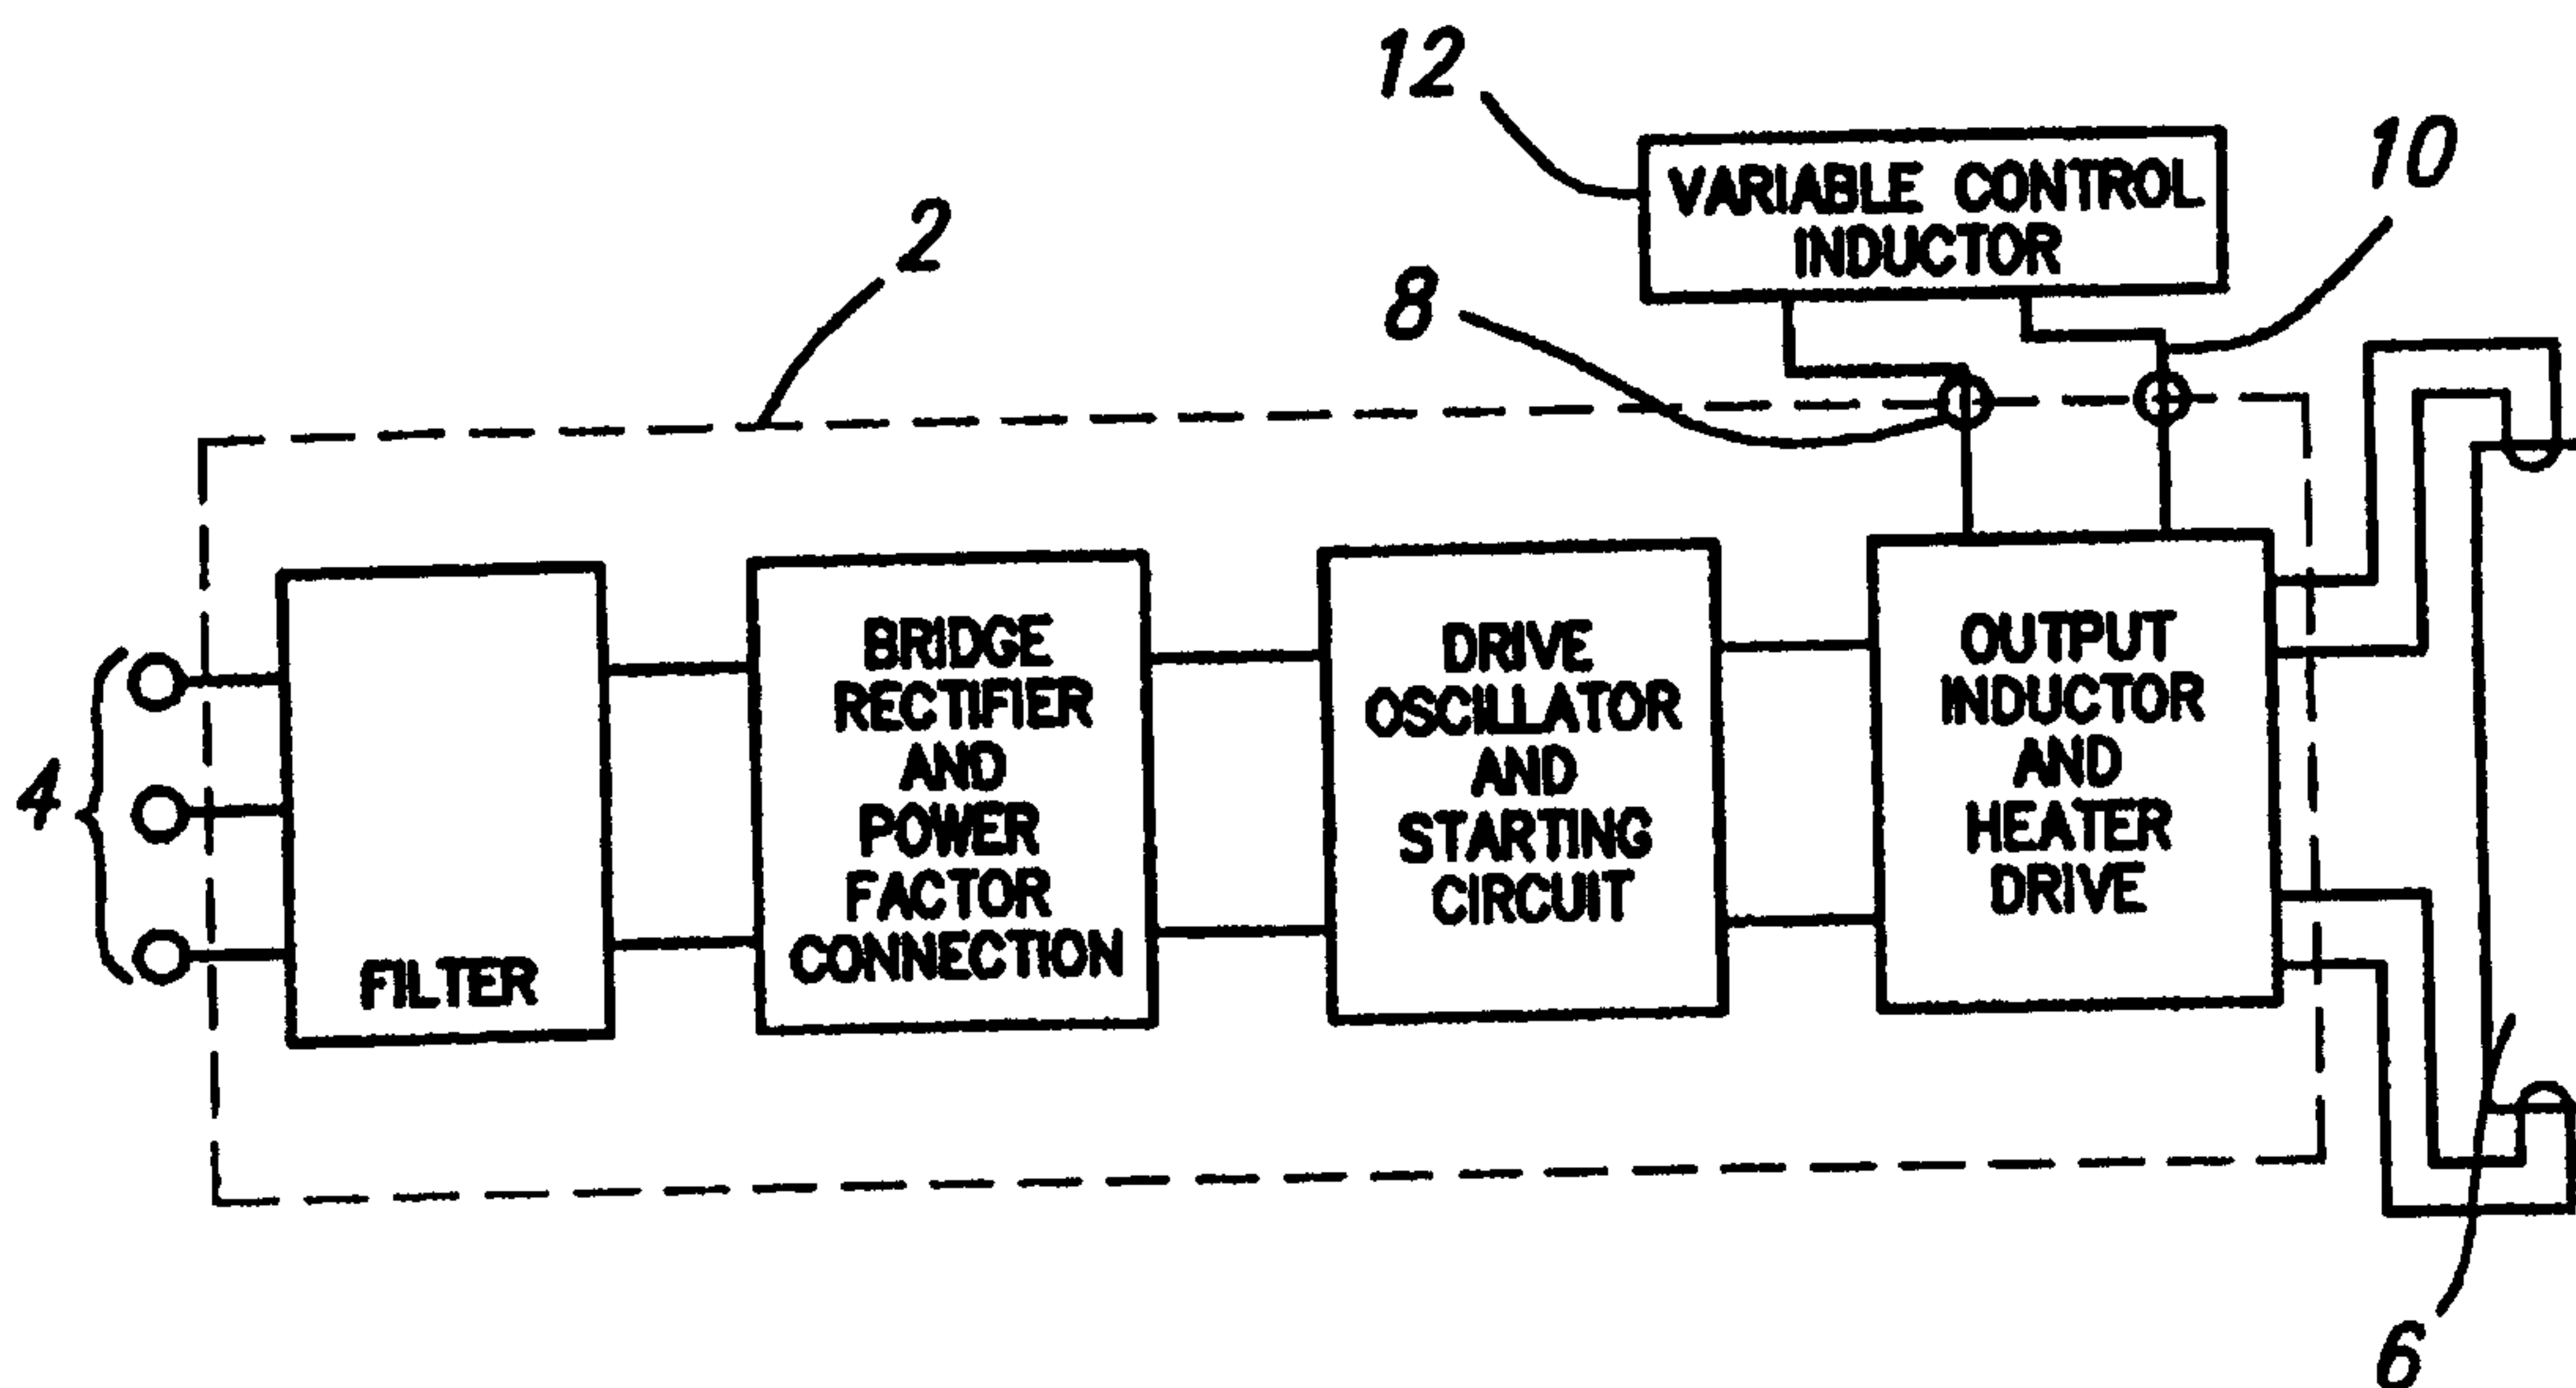 12
VARIABLE CONTROL
INDUCTOR
10
2
8
4
FILTER
BRIDGE
RECTIFIER
AND
POWER
FACTOR
CONNECTION
DRIVE
OSCILLATOR
AND
STARTING
CIRCUIT
OUTPUT
INDUCTOR
AND
HEATER
DRIVE
6